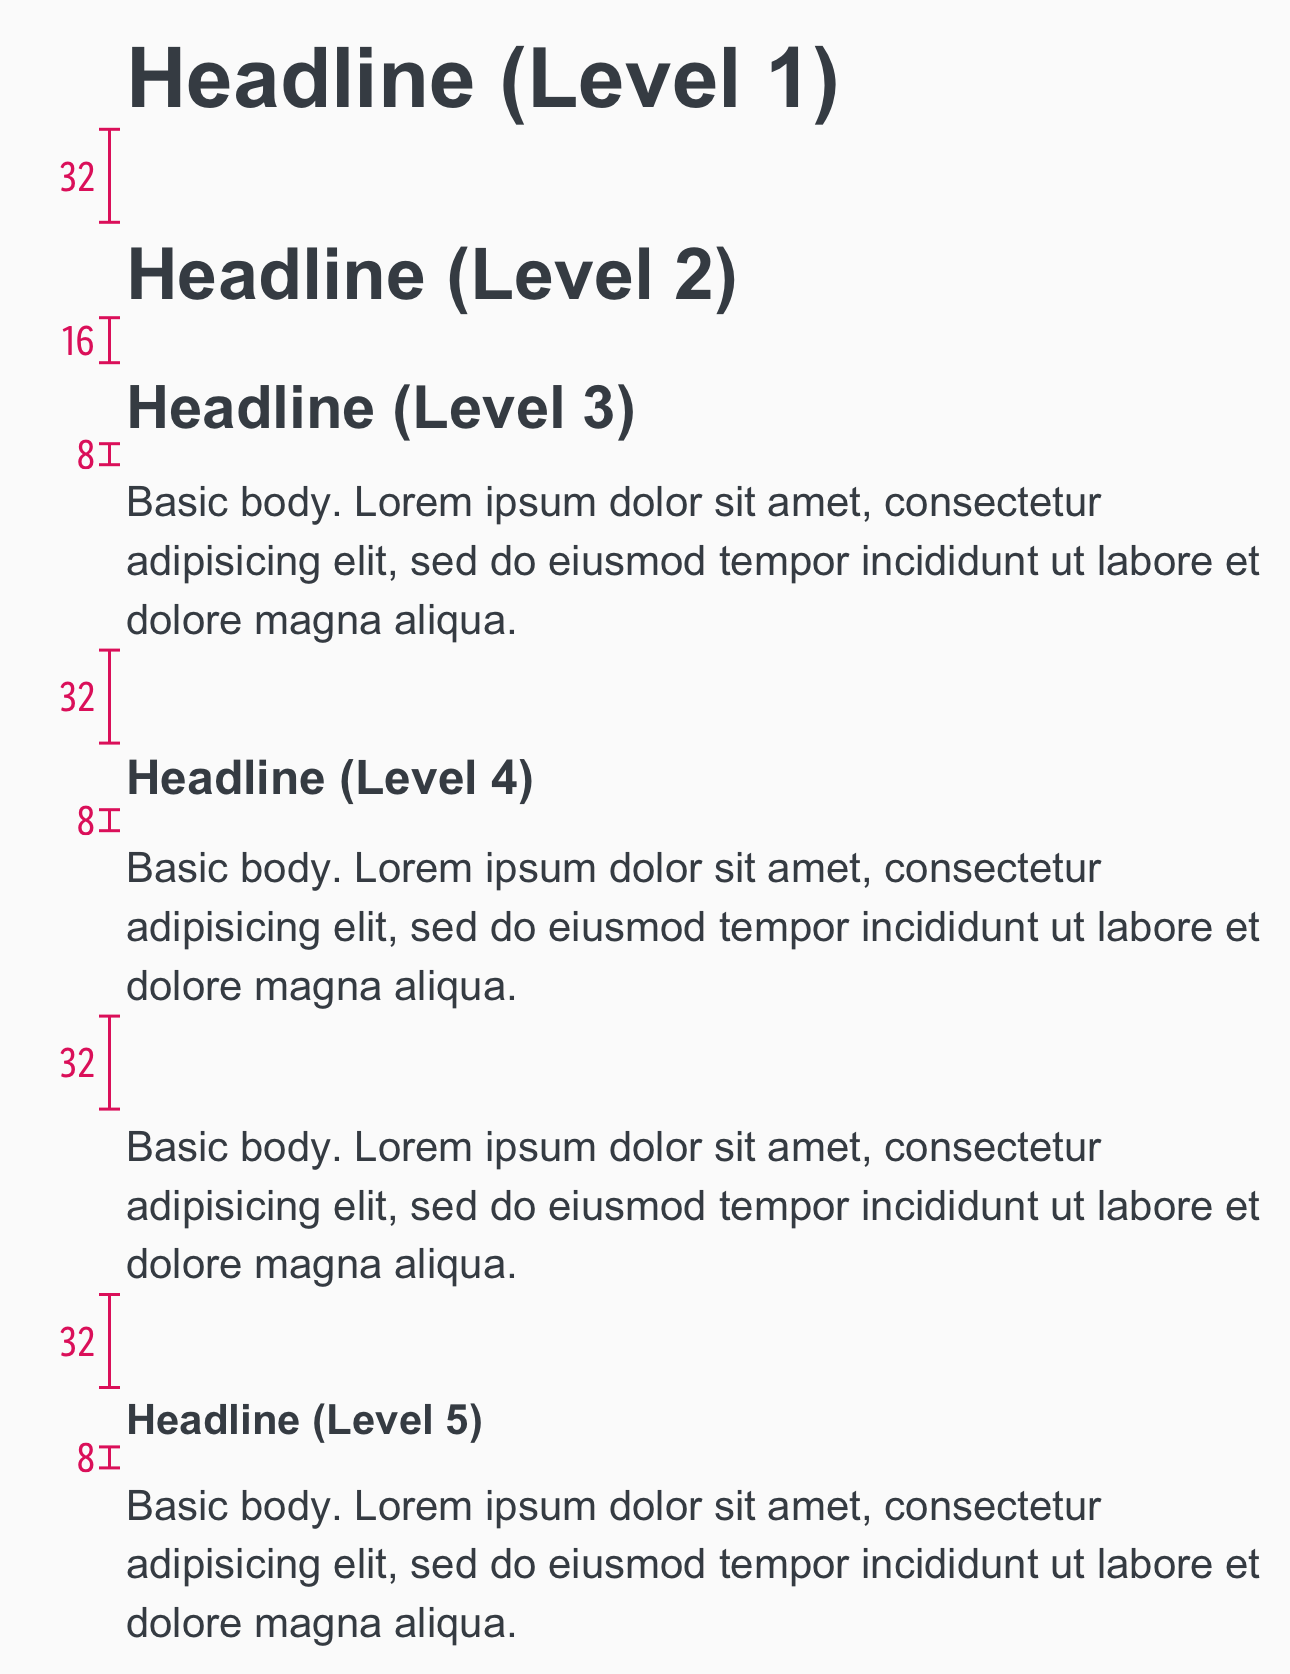 Headline (Level 1)
32
Headline (Level 2)
16
Headline (Level 3)
8
Basic body. Lorem ipsum dolor sit amet, consectetur
adipisicing elit, sed do eiusmod tempor incididunt ut labore et
dolore magna aliqua.
32
Headline (Level 4)
8
Basic body. Lorem ipsum dolor sit amet, consectetur
adipisicing elit, sed do eiusmod tempor incididunt ut labore et
dolore magna aliqua.
32
Basic body. Lorem ipsum dolor sit amet, consectetur
adipisicing elit, sed do eiusmod tempor incididunt ut labore et
dolore magna aliqua.
32
Headline (Level 5)
8
Basic body. Lorem ipsum dolor sit amet, consectetur
adipisicing elit, sed do eiusmod tempor incididunt ut labore et
dolore magna aliqua.